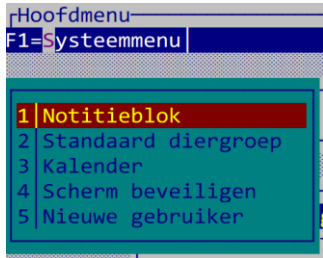 Hoofdmenu
F1=Systeemmenu
1 Notitieblok
2 Standaard diergroep
3 Kalender
4 Scherm beveiligen
5 Nieuwe gebruiker